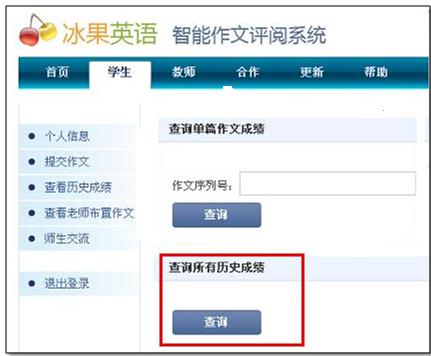 冰果英语 智能作文评阅系统
首页 学生 教师 合作 更新 帮助
个人信息
提交作文
查看历史成绩
查看老师布置作文
师生交流
退出登录
查询单篇作文成绩
作文序列号：
查询
查询所有历史成绩
查询